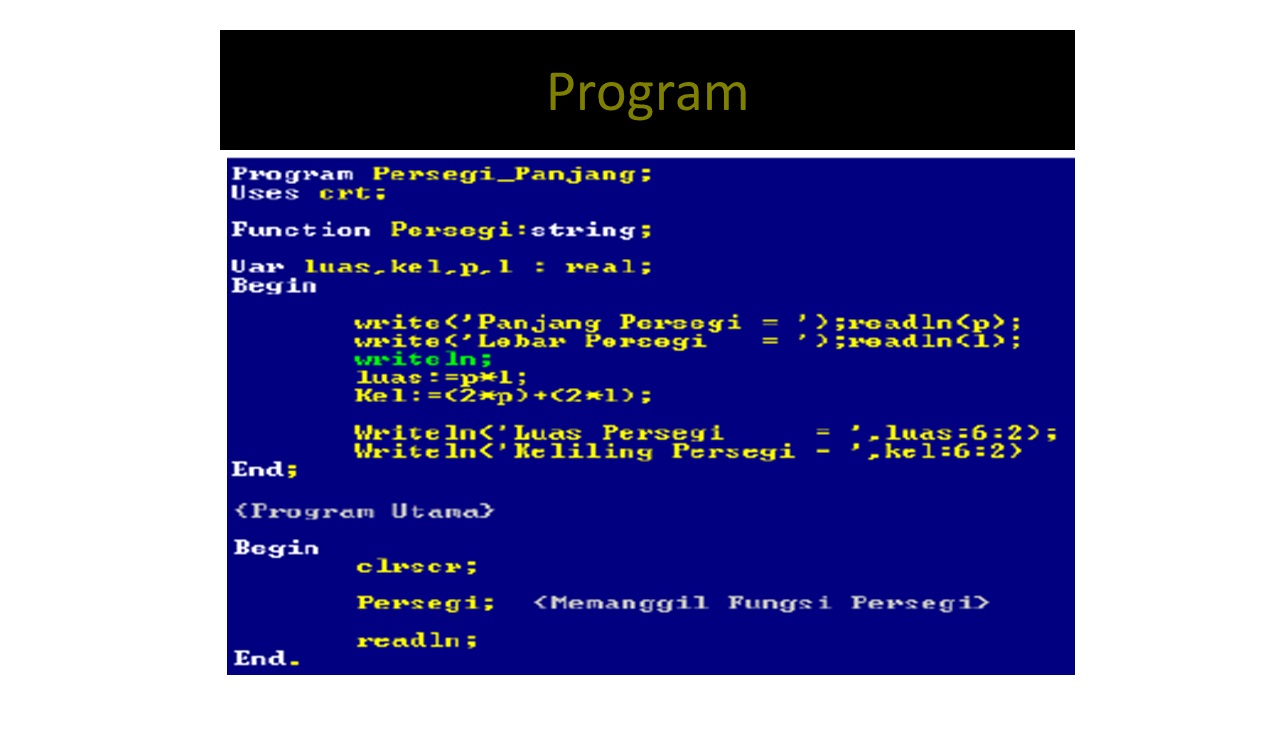 Program
Program Persegi_Panjang;
Uses crt;
Function Persegi:string;
Var luas,kel,p,l : real;
Begin
write('Panjang Persegi = ');readln(p);
write('Lebar Persegi   = ');readln(l);
writeln;
luas:=p*l;
Kel:=(2*p)+(2*l);
Writeln('Luas Persegi     = ',luas:6:2);
Writeln('Keliling Persegi = ',kel:6:2)
End;
{Program Utama}
Begin
clrscr;
Persegi;  {Memanggil Fungsi Persegi}
readln;
End.